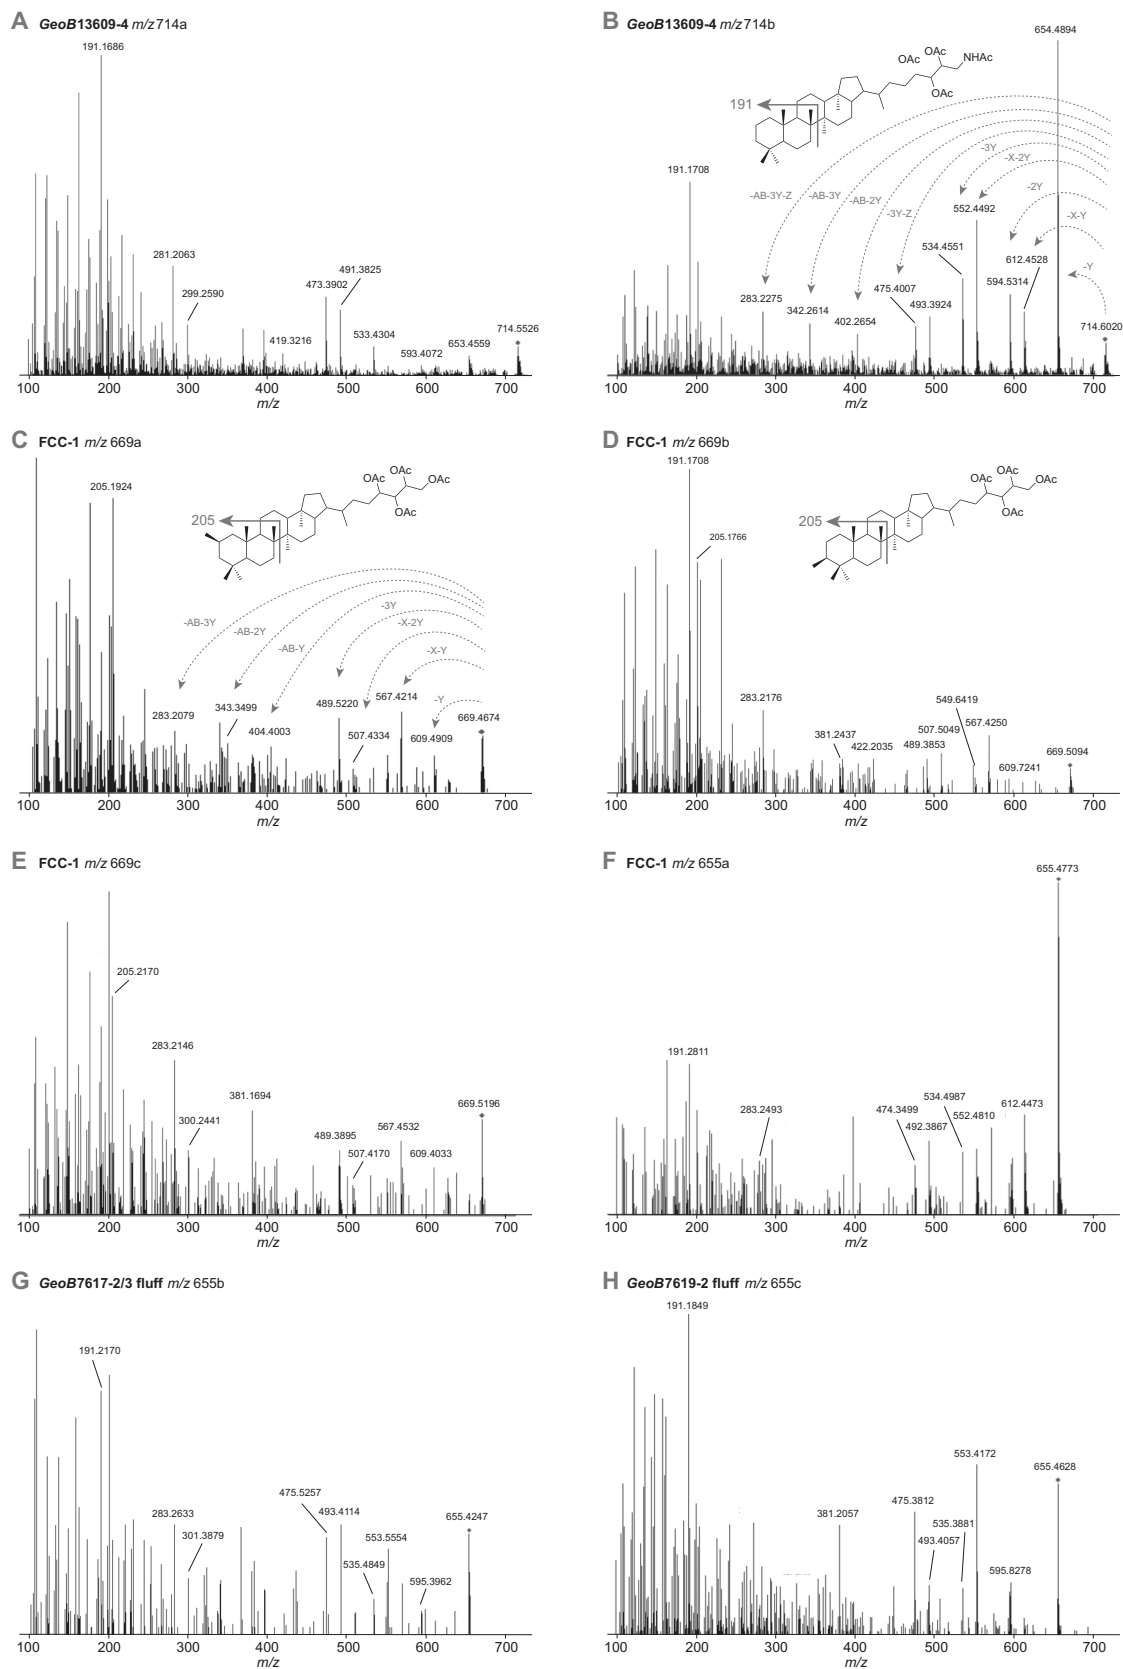 A GeoB13609-4 m/z 714a
191.1686
281.2063
299.2590
419.3216
473.3902
491.3825
533.4304
593.4072
653.4559
714.5526
100 200 300 400 500 600 700
m/z
B GeoB13609-4 m/z 714b
654.4894
OAc
OAc
NHAc
OAc
191
191.1708
-AB-3Y-Z
-AB-3Y
-AB-2Y
-3Y-Z
-3Y
-X-2Y
-2Y
-X-Y
-Y
283.2275
342.2614
402.2654
475.4007
493.3924
534.4551
552.4492
594.5314
612.4528
714.6020
100 200 300 400 500 600 700
m/z
C FCC-1 m/z 669a
205.1924
OAc
OAc
OAc
OAc
205
-AB-3Y
-AB-2Y
-AB-Y
-3Y
-X-2Y
-X-Y
-Y
283.2079
343.3499
404.4003
489.5220
507.4334
567.4214
609.4909
669.4674
100 200 300 400 500 600 700
m/z
D FCC-1 m/z 669b
191.1708
205.1766
OAc
OAc
OAc
OAc
205
283.2176
381.2437
422.2035
489.3853
507.5049
549.6419
567.4250
609.7241
669.5094
100 200 300 400 500 600 700
m/z
E FCC-1 m/z 669c
205.2170
283.2146
300.2441
381.1694
489.3895
507.4170
567.4532
609.4033
669.5196
100 200 300 400 500 600 700
m/z
F FCC-1 m/z 655a
655.4773
191.2811
283.2493
474.3499
492.3867
534.4987
552.4810
612.4473
100 200 300 400 500 600 700
m/z
G GeoB7617-2/3 fluff m/z 655b
191.2170
283.2633
301.3879
475.5257
493.4114
535.4849
553.5554
595.3962
655.4247
100 200 300 400 500 600 700
m/z
H GeoB7619-2 fluff m/z 655c
191.1849
381.2057
475.3812
493.4057
535.3881
553.4172
595.8278
655.4628
100 200 300 400 500 600 700
m/z